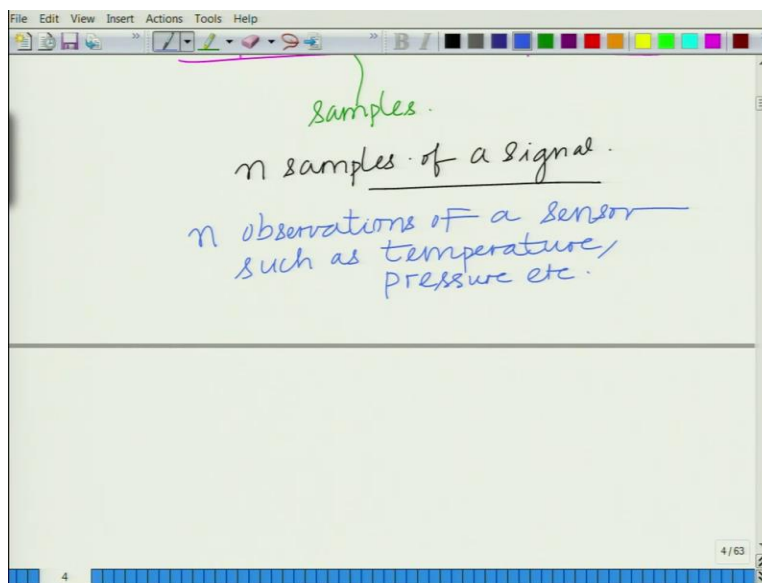 File Edit View Insert Actions Tools Help
B I
samples.
n samples of a signal.
n observations of a sensor
such as temperature,
pressure etc.
4/63
4